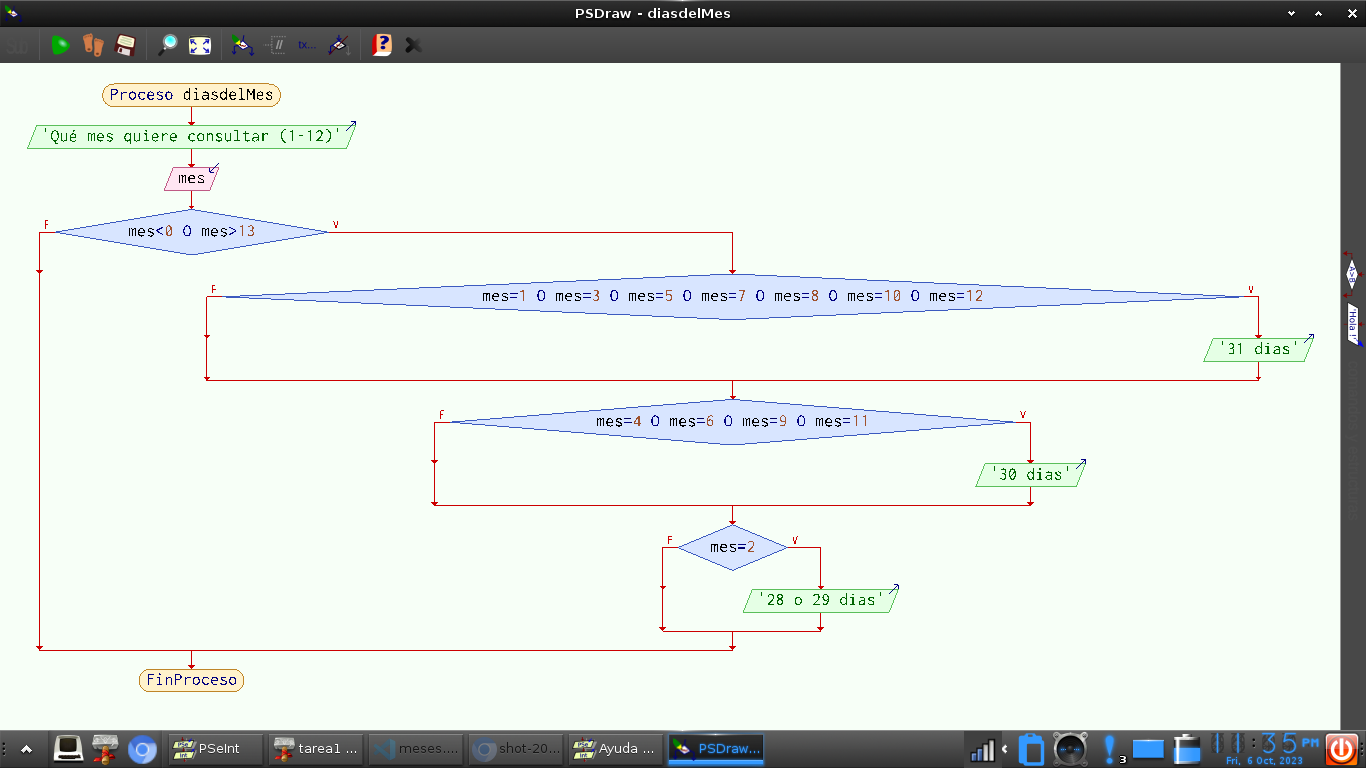 PSDraw - diasdelMes
tx...
Proceso diasdelMes
'Qué mes quiere consultar (1-12)'
mes
F
mes<0 O mes>13
V
F
mes=1 O mes=3 O mes=5 O mes=7 O mes=8 O mes=10 O mes=12
V
'31 dias'
F
mes=4 O mes=6 O mes=9 O mes=11
V
'30 dias'
F
mes=2
V
'28 o 29 dias'
FinProceso
PSeInt
tarea1 ...
meses....
shot-20...
Ayuda ...
PSDraw...
3
11 :35 PM
Fri, 6 Oct, 2023